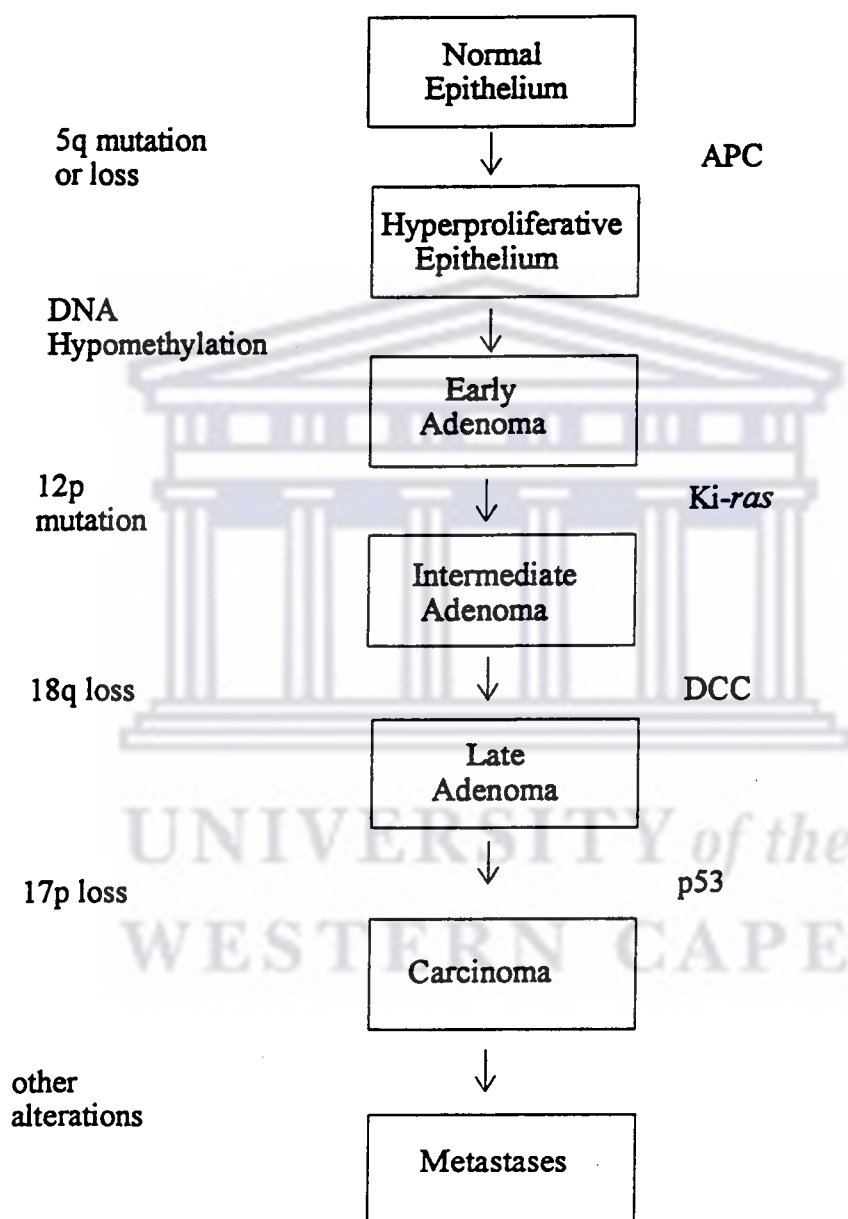 Normal
Epithelium
5q mutation
or loss
APC
Hyperproliferative
Epithelium
DNA
Hypomethylation
Early
Adenoma
12p
mutation
Ki-ras
Intermediate
Adenoma
18q loss
DCC
Late
Adenoma
UNIVERSITY of the
17p loss
p53
WESTERN CAPE
Carcinoma
other
alterations
Metastases